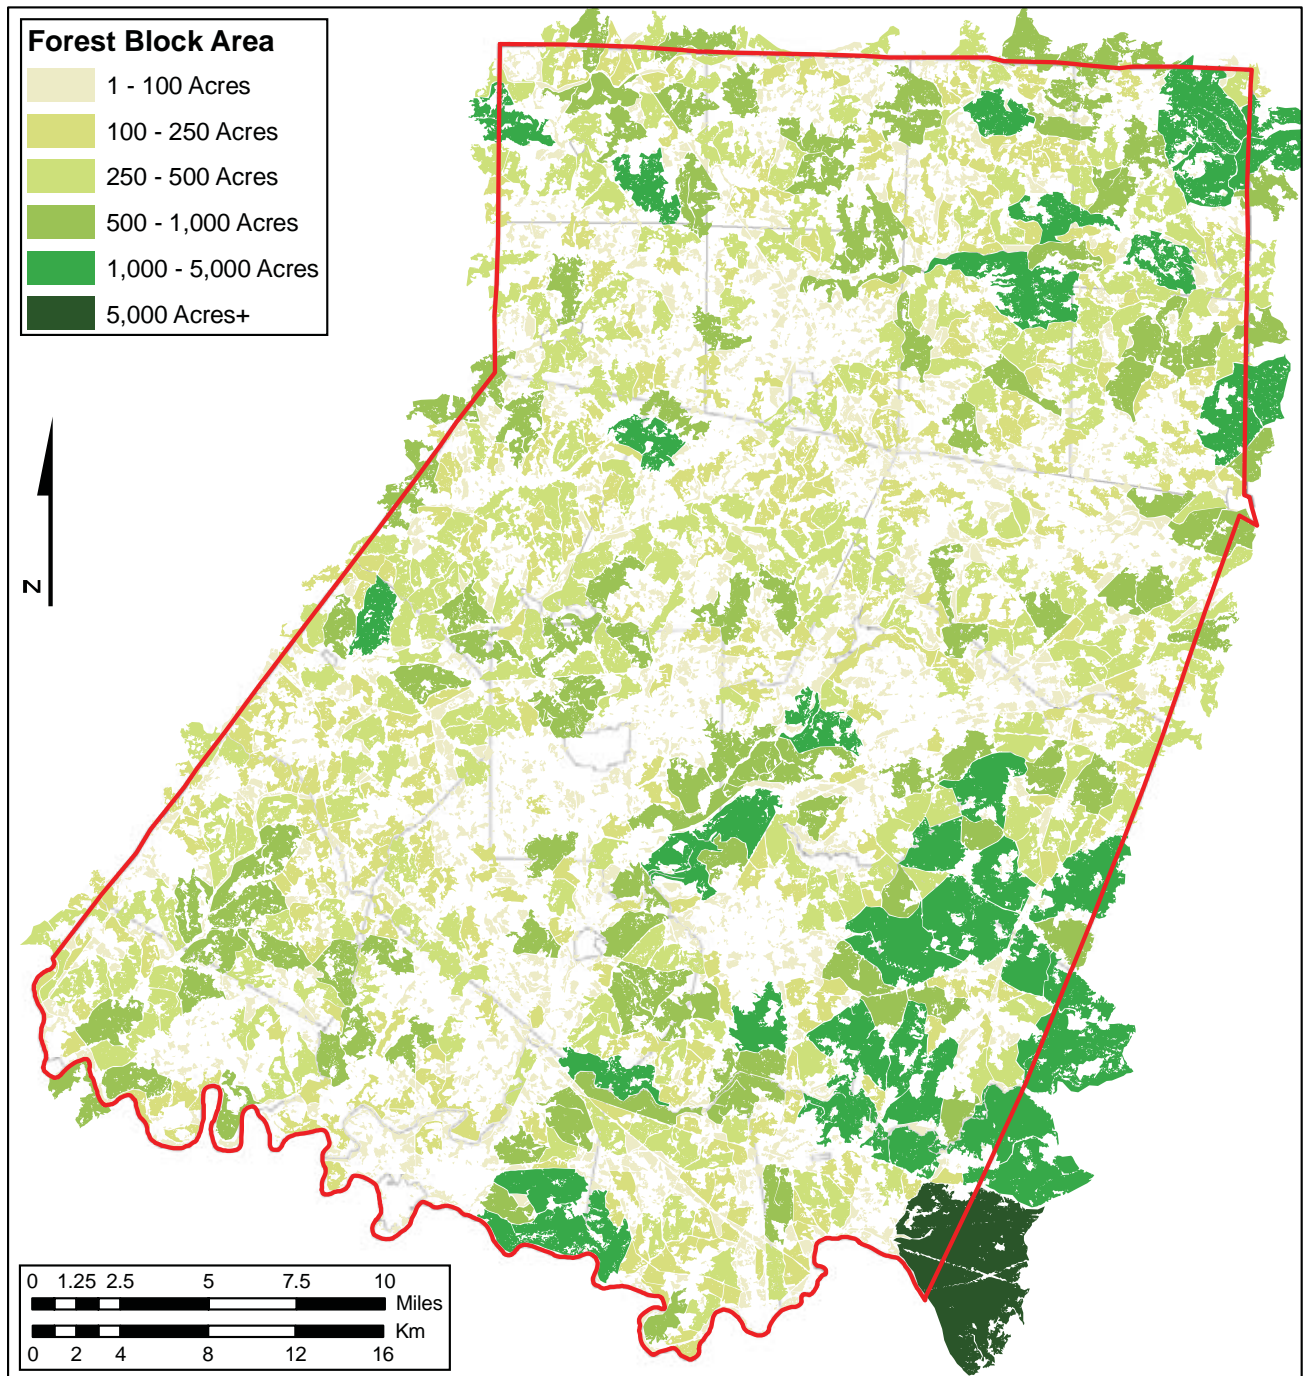 Forest Block Area
1 - 100 Acres
100 - 250 Acres
250 - 500 Acres
500 - 1,000 Acres
1,000 - 5,000 Acres
5,000 Acres+
N
0 1.25 2.5 5 7.5 10
Miles
Km
0 2 4 8 12 16